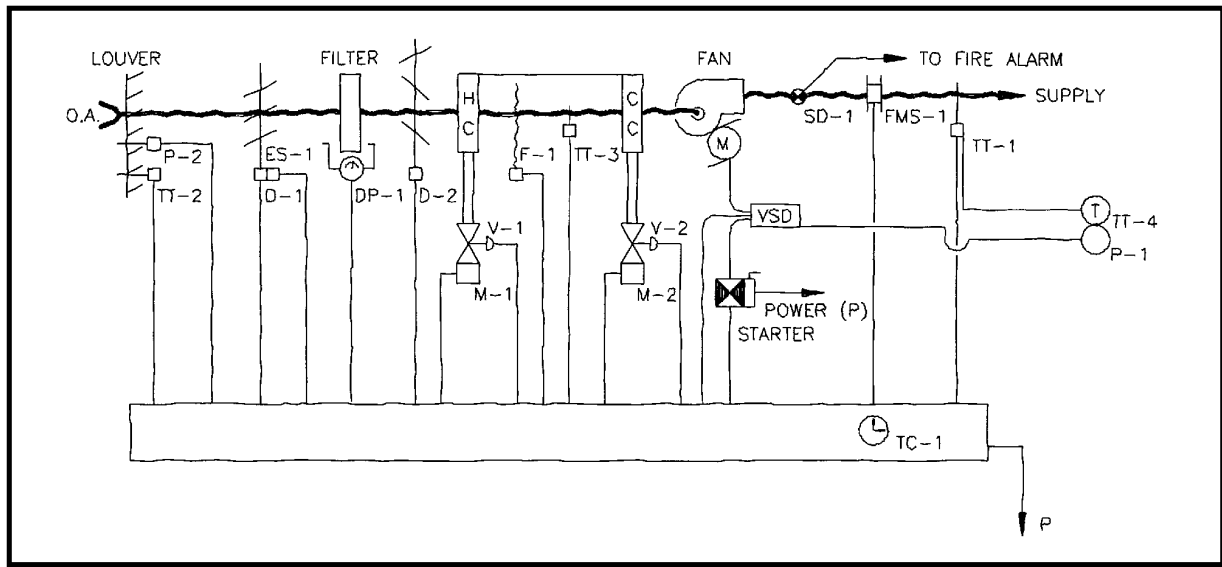 LOUVER
FILTER
FAN
TO FIRE ALARM
H
C
C
C
O.A.
SUPPLY
SD-1
FMS-1
P-2
ES-1
F-1
TT-3
M
TT-1
TT-2
D-1
DP-1
D-2
VSD
T
TT-4
V-1
V-2
P-1
M-1
M-2
POWER (P)
STARTER
TC-1
P